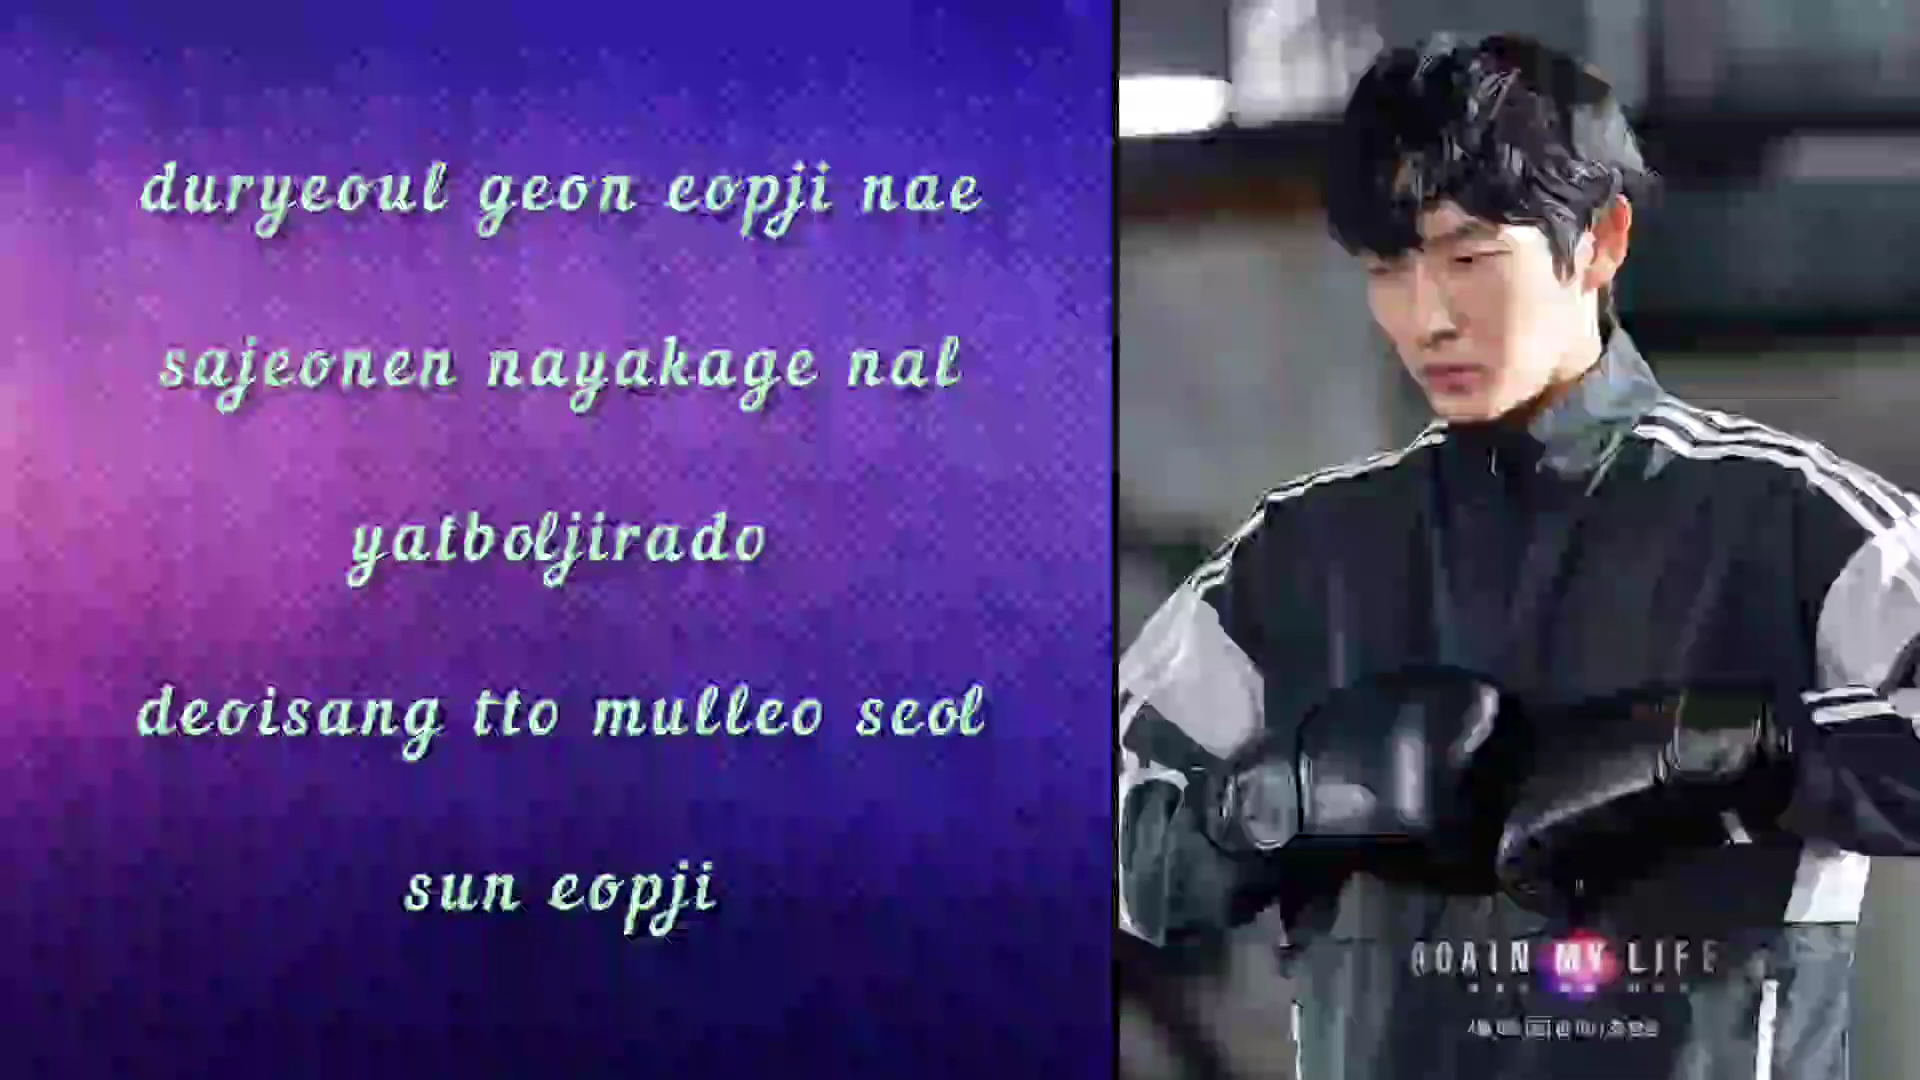 duryeoul geon eopji nae
sajeonen nayakage nal
yatboljirado
deoisang tto mulleo seol
sun eopji
AGAIN MY LIFE